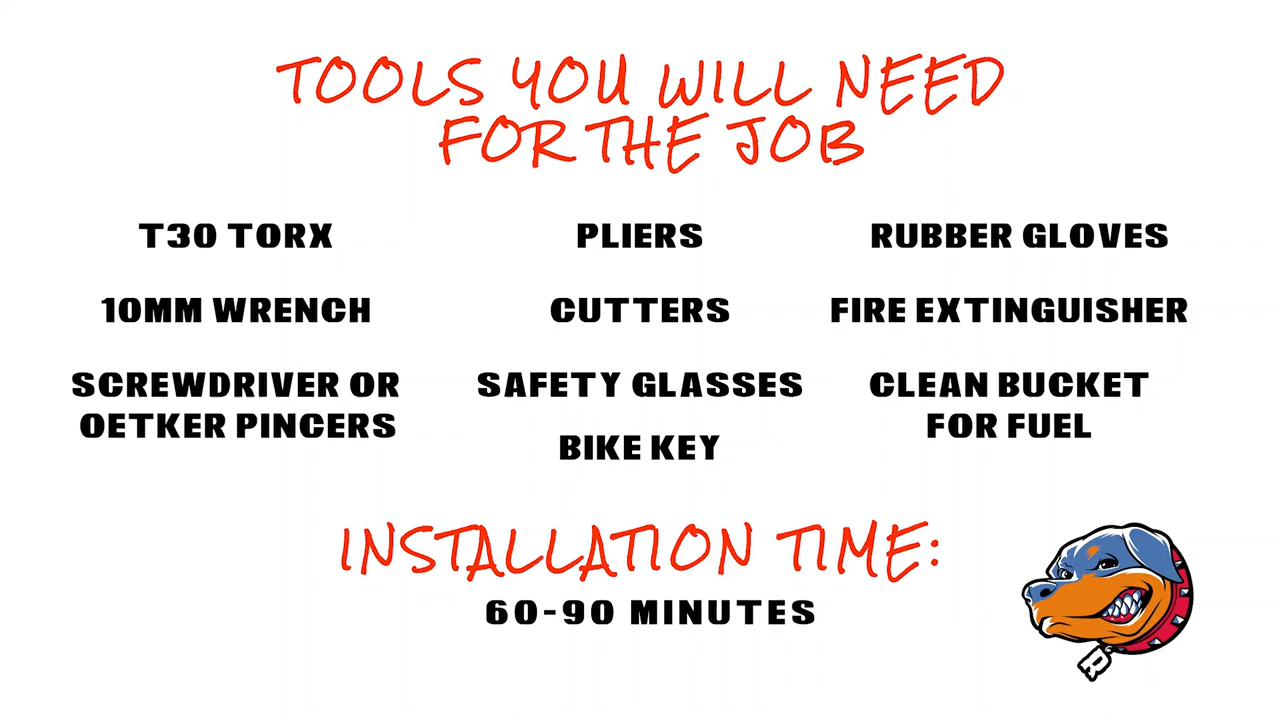 TOOLS YOU WILL NEED
FOR THE JOB
T30 TORX
10MM WRENCH
SCREWDRIVER OR
OETKER PINCERS
PLIERS
CUTTERS
SAFETY GLASSES
BIKE KEY
RUBBER GLOVES
FIRE EXTINGUISHER
CLEAN BUCKET
FOR FUEL
INSTALLATION TIME:
60-90 MINUTES
R